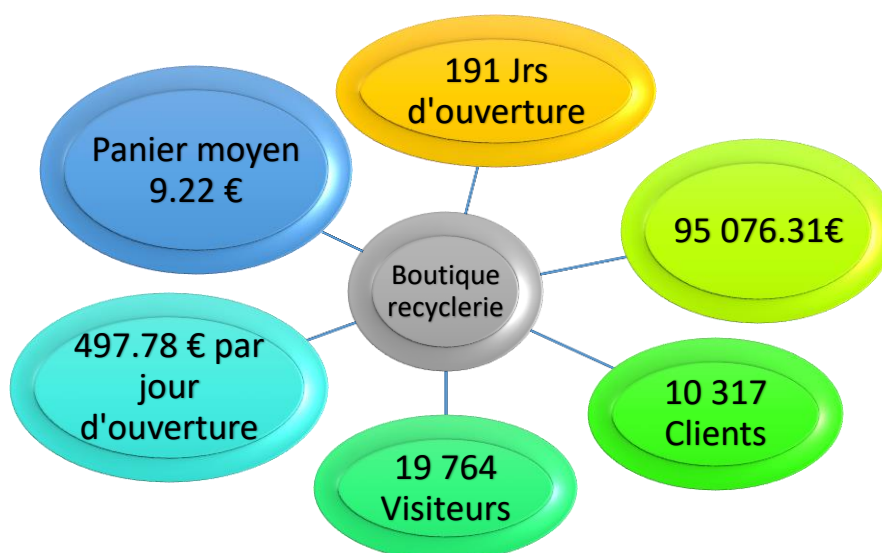 191 Jrs
d'ouverture
Panier moyen
9.22 €
95 076.31€
Boutique
recyclerie
497.78 € par
jour
d'ouverture
10 317
Clients
19 764
Visiteurs